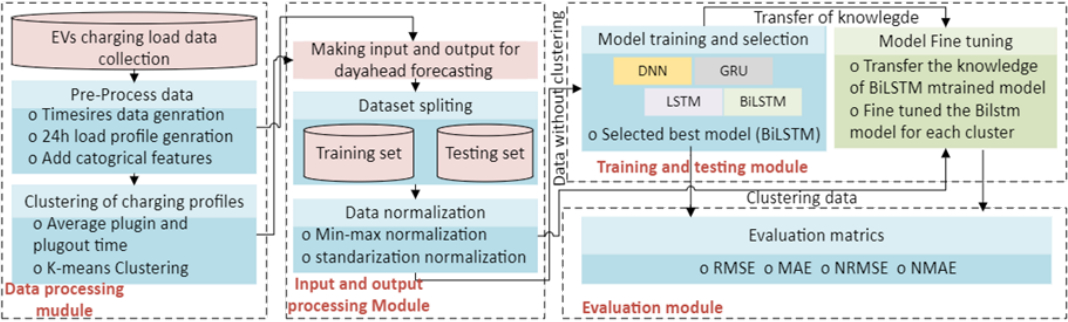 EVs charging load data
collection
Pre-Process data
o Timesires data genration
o 24h load profile genration
o Add catogrical features
Clustering of charging profiles
o Average plugin and
plugout time
o K-means Clustering
Data processing
mudule
Making input and output for
dayahead forecasting
Dataset spliting
Training set
Testing set
Data normalization
o Min-max normalization
o standarization normalization
Input and output
processing Module
Data without clustering
Transfer of knowlegde
Model training and selection
DNN
GRU
LSTM
BiLSTM
o Selected best model (BiLSTM)
Training and testing module
Model Fine tuning
o Transfer the knowledge
of BiLSTM mtrained model
o Fine tuned the Bilstm
model for each cluster
Clustering data
Evaluation matrics
o RMSE o MAE o NRMSE o NMAE
Evaluation module